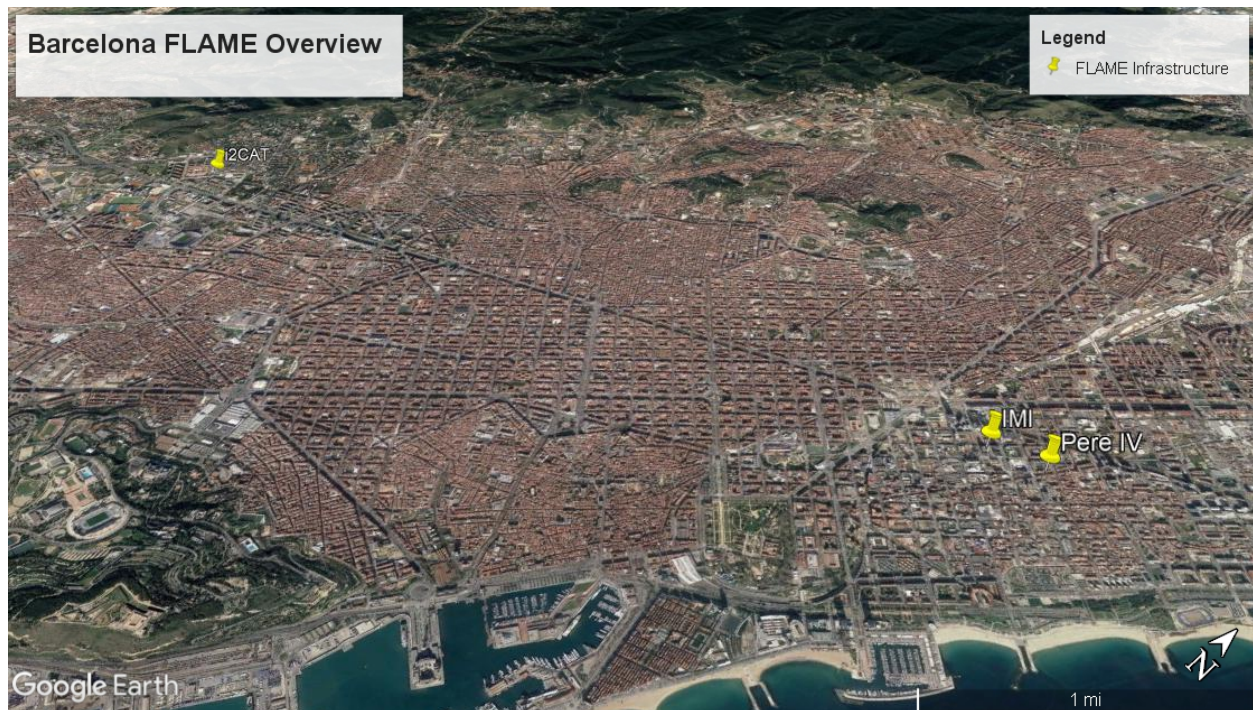 Barcelona FLAME Overview
Legend
FLAME Infrastructure
i2CAT
IMI
Pere IV
Google Earth
N
1 mi